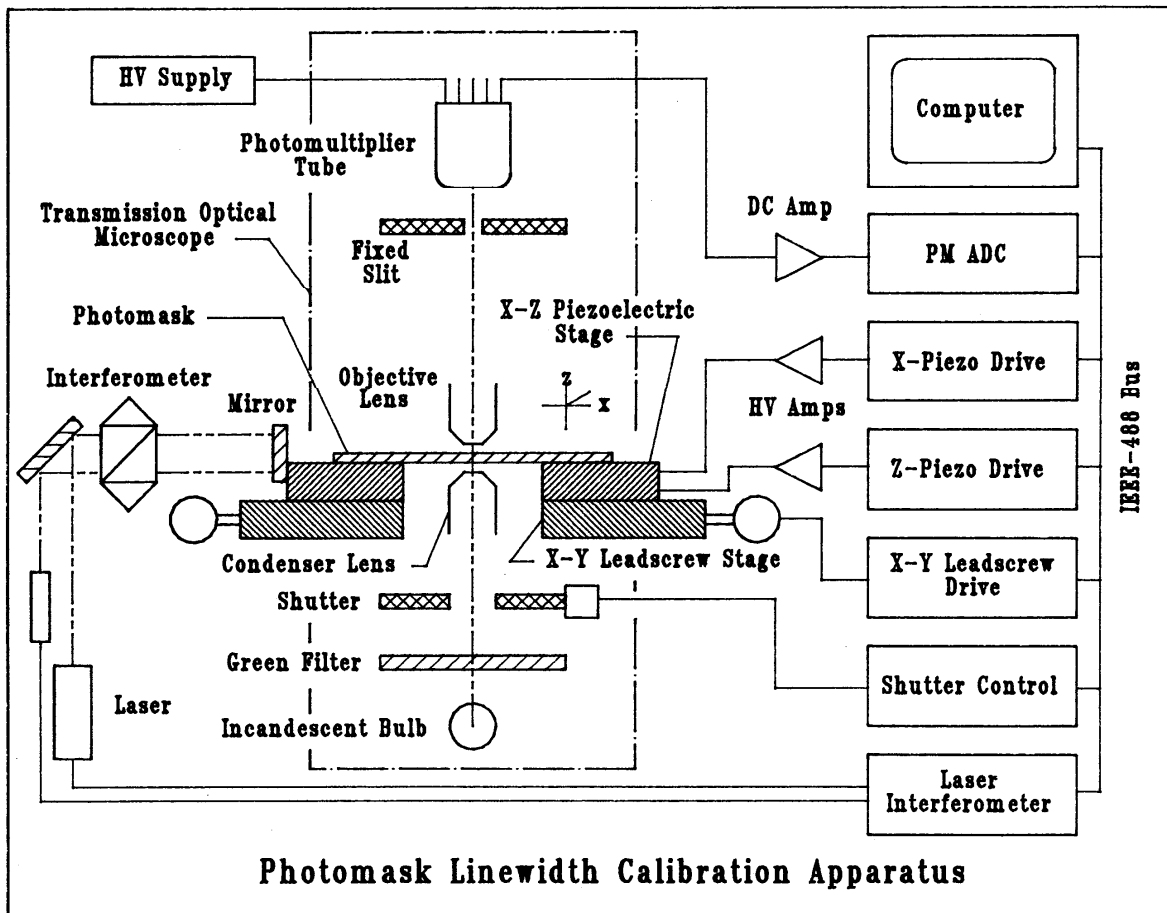 HV Supply
Photomultiplier
Tube
Computer
Transmission Optical
Microscope
Fixed
Slit
DC Amp
PM ADC
Photomask
X-Z Piezoelectric
Stage
Interferometer
Mirror
Objective
Lens
Z
X
HV Amps
X-Piezo Drive
Z-Piezo Drive
IEEE-488 Bus
Condenser Lens
X-Y Leadscrew Stage
X-Y Leadscrew
Drive
Shutter
Green Filter
Shutter Control
Laser
Incandescent Bulb
Laser
Interferometer
Photomask Linewidth Calibration Apparatus